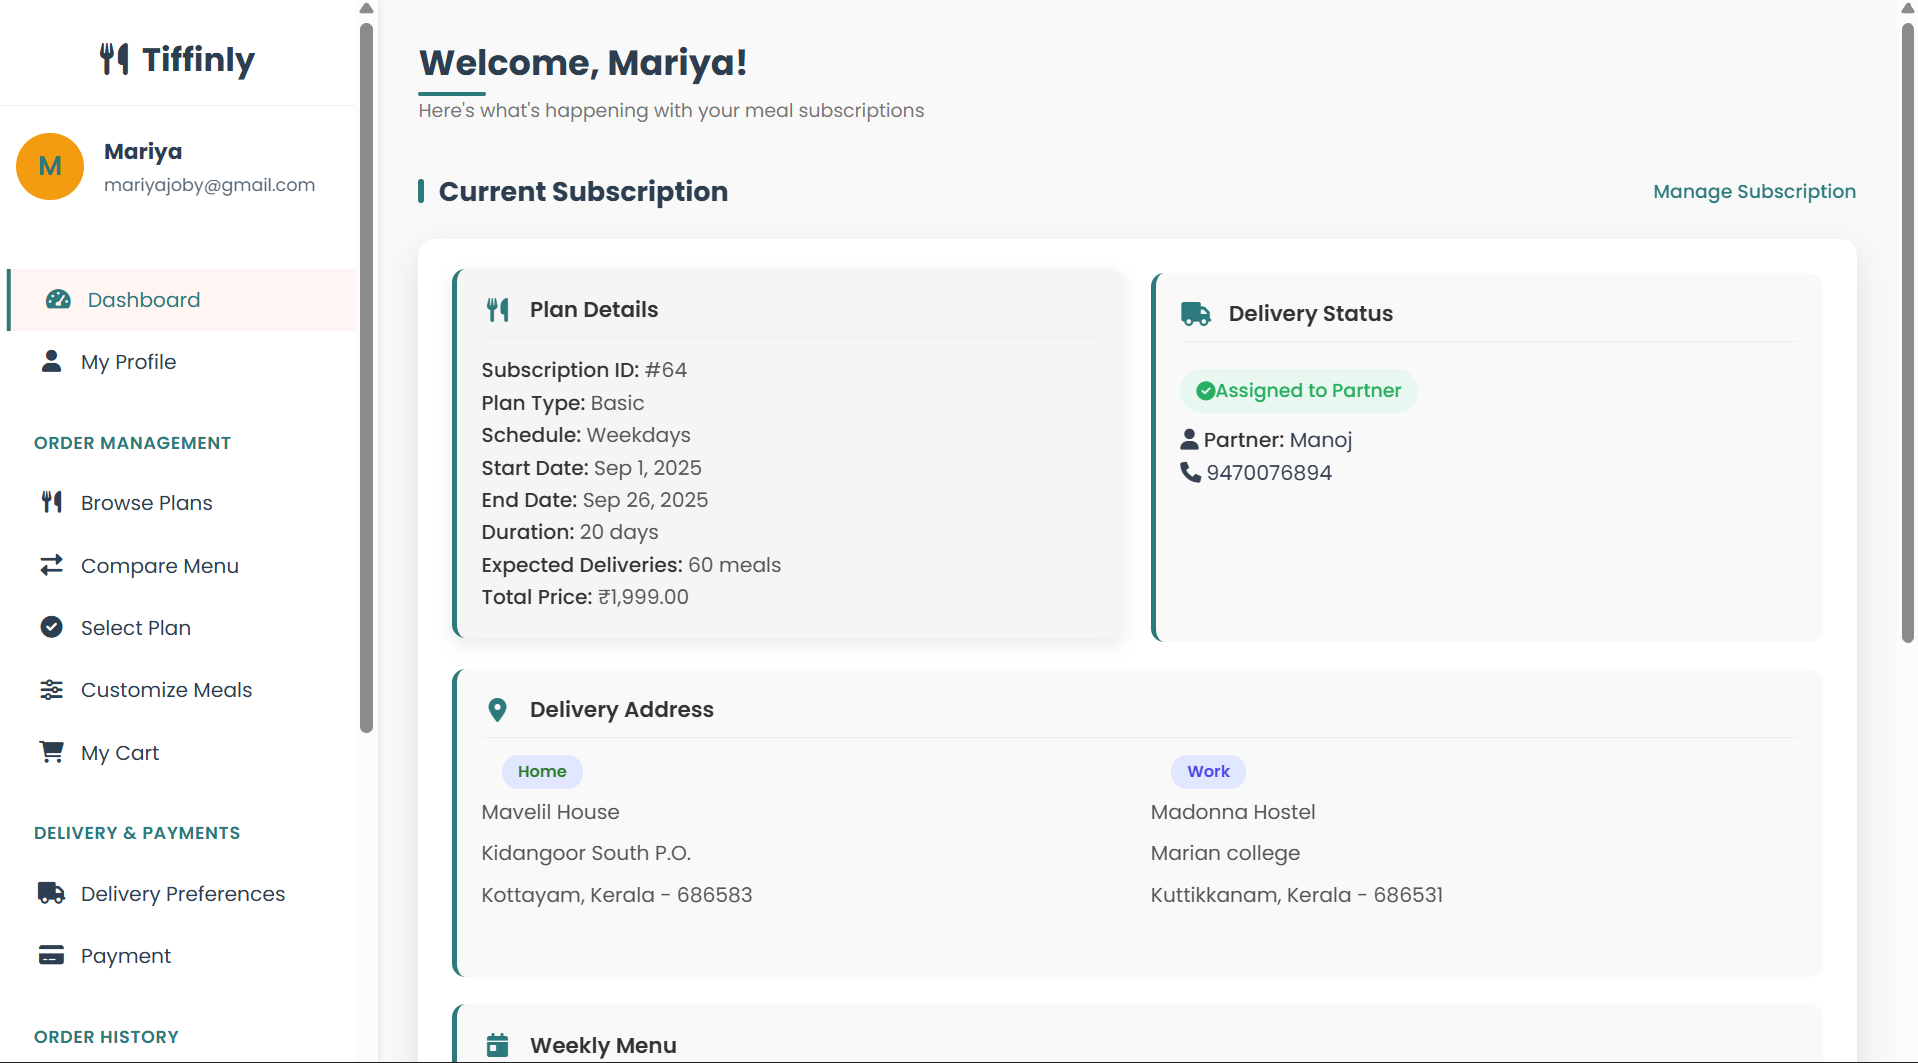 Tiffinly
Mariya
mariyajoby@gmail.com
Dashboard
My Profile
ORDER MANAGEMENT
Browse Plans
Compare Menu
Select Plan
Customize Meals
My Cart
DELIVERY & PAYMENTS
Delivery Preferences
Payment
ORDER HISTORY
Welcome, Mariya!
Here's what's happening with your meal subscriptions
Current Subscription
Manage Subscription
Plan Details
Subscription ID: #64
Plan Type: Basic
Schedule: Weekdays
Start Date: Sep 1, 2025
End Date: Sep 26, 2025
Duration: 20 days
Expected Deliveries: 60 meals
Total Price: ₹1,999.00
Delivery Status
Assigned to Partner
Partner: Manoj
9470076894
Delivery Address
Home
Mavelil House
Kidangoor South P.O.
Kottayam, Kerala - 686583
Work
Madonna Hostel
Marian college
Kuttikkanam, Kerala - 686531
Weekly Menu
M